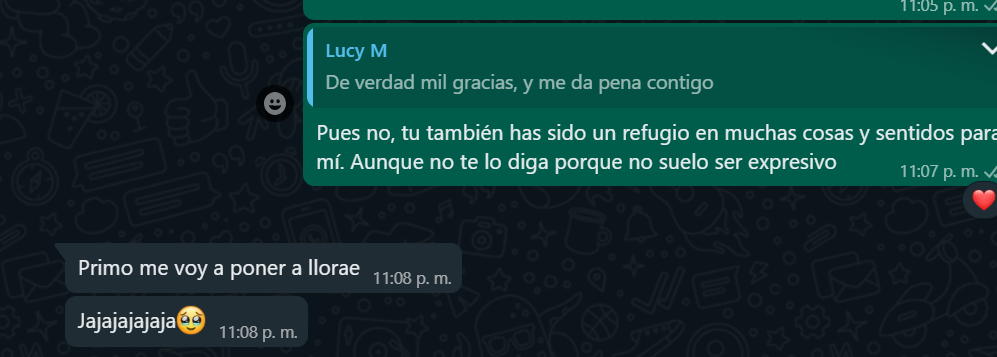 11:05 p. m.
Lucy M
De verdad mil gracias, y me da pena contigo
Pues no, tu también has sido un refugio en muchas cosas y sentidos para
mí. Aunque no te lo diga porque no suelo ser expresivo
11:07 p. m.
Primo me voy a poner a llorae
11:08 p. m.
Jajajajajaja🥹
11:08 p. m.